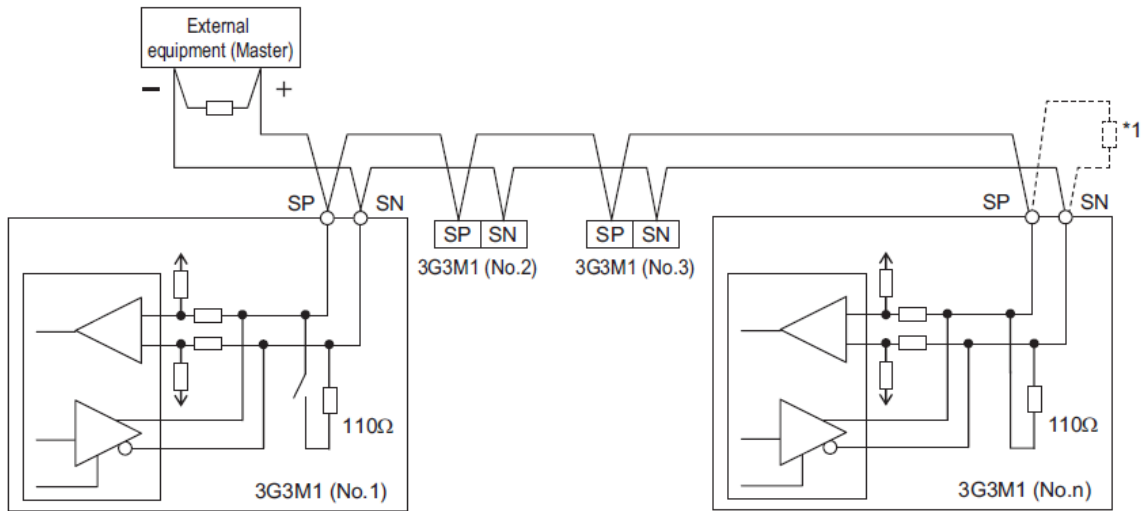 External
equipment (Master)
− +
*1
SP SN
SP SN
SP SN
SP SN
3G3M1 (No.2)
3G3M1 (No.3)
110Ω
110Ω
3G3M1 (No.1)
3G3M1 (No.n)